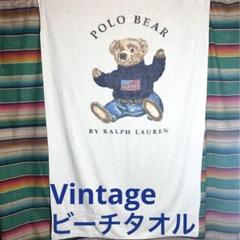 POLO BEAR
BY RALPH LAUREN
Vintage
ビーチタオル